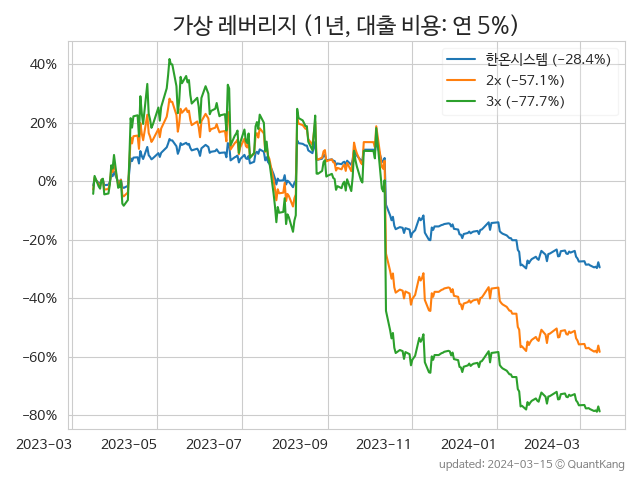 가상 레버리지 (1년, 대출 비용: 연 5%)
한온시스템 (−28.4%)
2x (−57.1%)
3x (−77.7%)
40%
20%
0%
−20%
−40%
−60%
−80%
2023-03 2023-05 2023-07 2023-09 2023-11 2024-01 2024-03
updated: 2024-03-15 © QuantKang